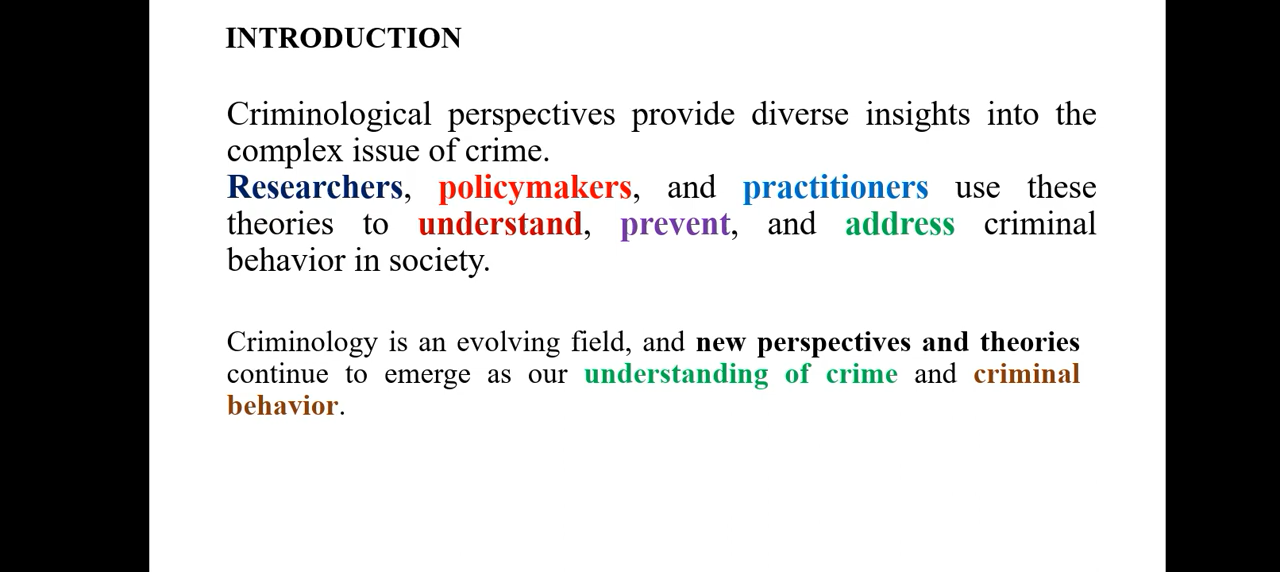 INTRODUCTION
Criminological perspectives provide diverse insights into the
complex issue of crime.
Researchers, policymakers, and practitioners use these
theories to understand, prevent, and address criminal
behavior in society.
Criminology is an evolving field, and new perspectives and theories
continue to emerge as our understanding of crime and criminal
behavior.